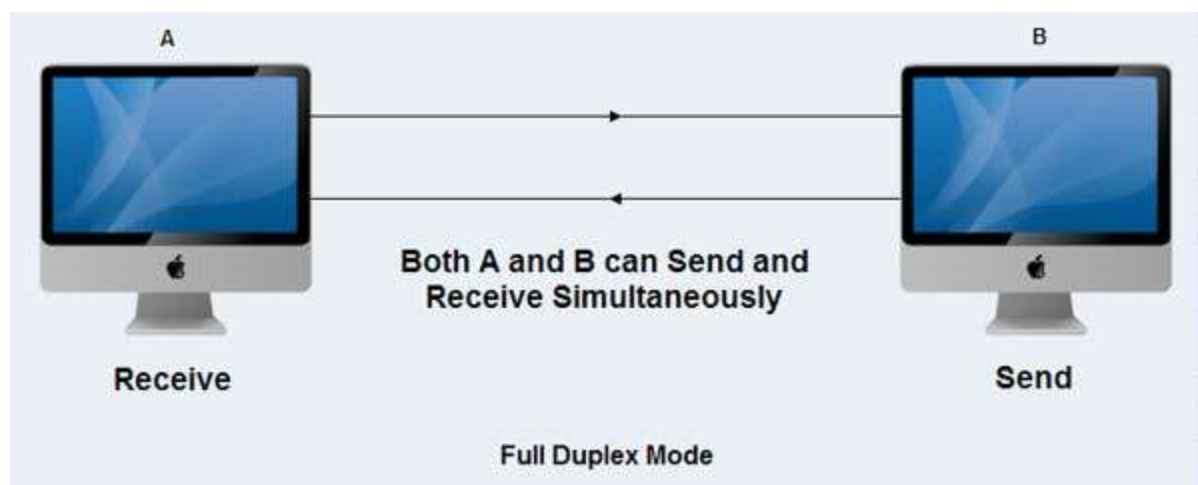 A
B
Both A and B can Send and
Receive Simultaneously
Receive
Send
Full Duplex Mode